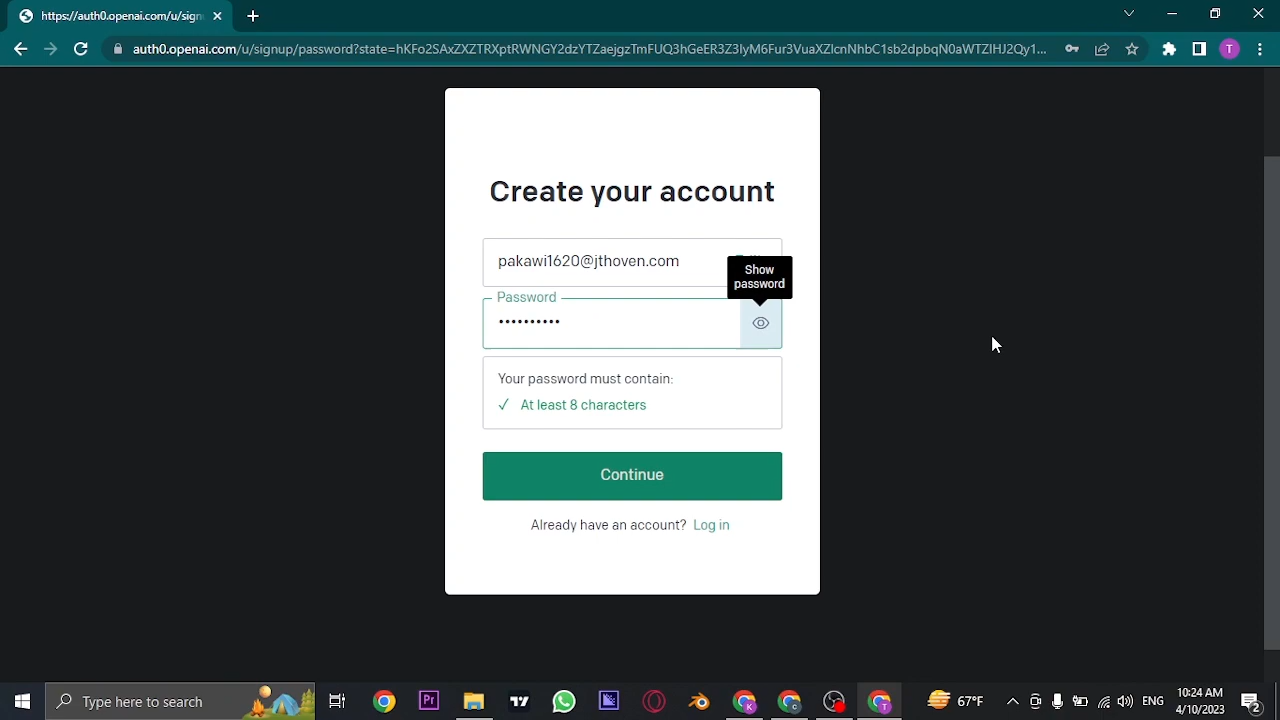 https://auth0.openai.com/u/sign
auth0.openai.com/u/signup/password?state=hKFo2SAxZXZTRXptRWNGY2dzYTZaejgzTmFUQ3hGeER3Z3lyM6Fur3VuaXZlcnNhbC1sb2dpbqN0aWTZIHJ2Qy1...
T
Create your account
pakawi1620@jthoven.com
Show
password
Password
••••••••••
Your password must contain:
✓ At least 8 characters
Continue
Already have an account? Log in
Type here to search
Pr
K
C
T
67°F
ENG
10:24 AM
4/10/2023
2